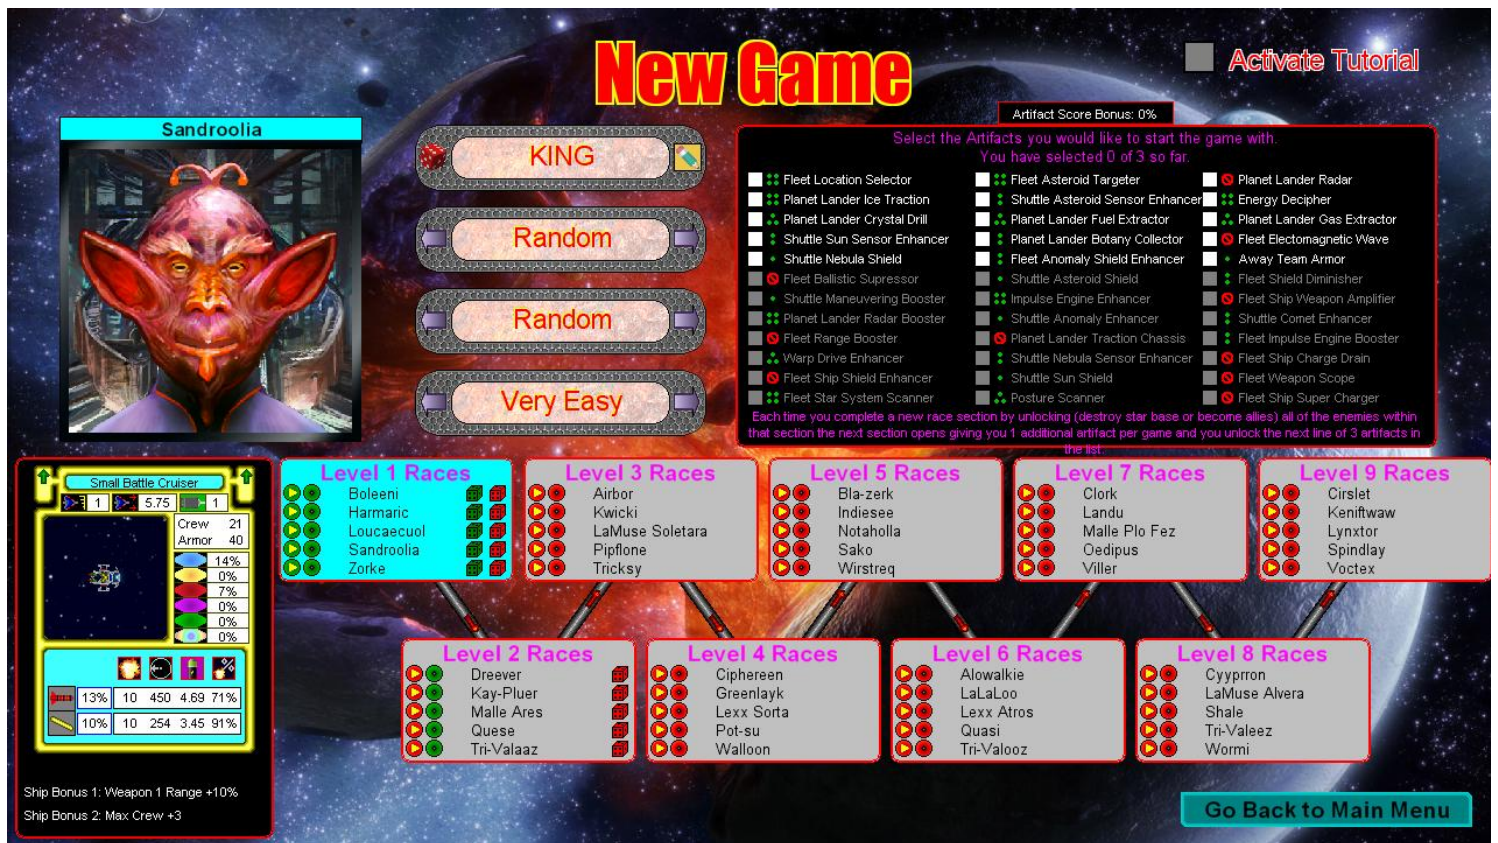 New Game
Activate Tutorial
Artifact Score Bonus: 0%
Sandroolia
KING
Random
Random
Very Easy
Select the Artifacts you would like to start the game with.
You have selected 0 of 3 so far.
Fleet Location Selector Fleet Asteroid Targeter Planet Lander Radar
Planet Lander Ice Traction Shuttle Asteroid Sensor Enhancer Energy Decipher
Planet Lander Crystal Drill Planet Lander Fuel Extractor Planet Lander Gas Extractor
Shuttle Sun Sensor Enhancer Planet Lander Botany Collector Fleet Electomagnetic Wave
Shuttle Nebula Shield Fleet Anomaly Shield Enhancer Away Team Armor
Fleet Ballistic Supressor Shuttle Asteroid Shield Fleet Shield Diminisher
Shuttle Maneuvering Booster Impulse Engine Enhancer Fleet Ship Weapon Amplifier
Planet Lander Radar Booster Shuttle Anomaly Enhancer Shuttle Comet Enhancer
Fleet Range Booster Planet Lander Traction Chassis Fleet Impulse Engine Booster
Warp Drive Enhancer Shuttle Nebula Sensor Enhancer Fleet Ship Charge Drain
Fleet Ship Shield Enhancer Shuttle Sun Shield Fleet Weapon Scope
Fleet Star System Scanner Posture Scanner Fleet Ship Super Charger
Each time you complete a new race section by unlocking (destroy star base or become allies) all of the enemies within
that section the next section opens giving you 1 additional artifact per game and you unlock the next line of 3 artifacts in
the list.
Small Battle Cruiser
1 5.75 1
Crew 21
Armor 40
14%
0%
7%
0%
0%
0%
13% 10 450 4.69 71%
10% 10 254 3.45 91%
Ship Bonus 1: Weapon 1 Range +10%
Ship Bonus 2: Max Crew +3
Level 1 Races
Boleeni
Harmaric
Loucaecuol
Sandroolia
Zorke
Level 3 Races
Airbor
Kwicki
LaMuse Soletara
Pipflone
Tricksy
Level 5 Races
Bla-zerk
Indiesee
Notaholla
Sako
Wirstreq
Level 7 Races
Clork
Landu
Malle Plo Fez
Oedipus
Viller
Level 9 Races
Cirslet
Keniftwaw
Lynxtor
Spindlay
Voctex
Level 2 Races
Dreever
Kay-Pluer
Malle Ares
Quese
Tri-Valaaz
Level 4 Races
Ciphereen
Greenlayk
Lexx Sorta
Pot-su
Walloon
Level 6 Races
Alowalkie
LaLaLoo
Lexx Atros
Quasi
Tri-Valooz
Level 8 Races
Cyyprron
LaMuse Alvera
Shale
Tri-Valeez
Wormi
Go Back to Main Menu